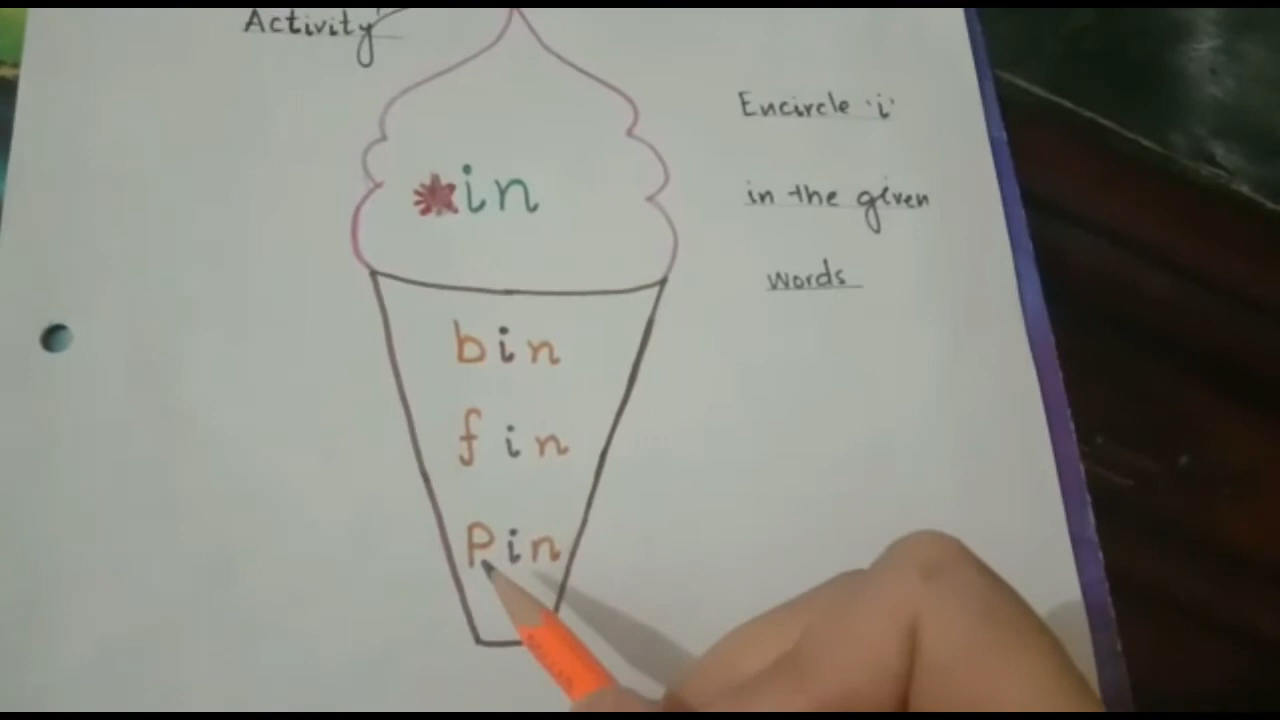 Activity
Encircle 'i'
in the given
words
*in
bin
fin
Pin